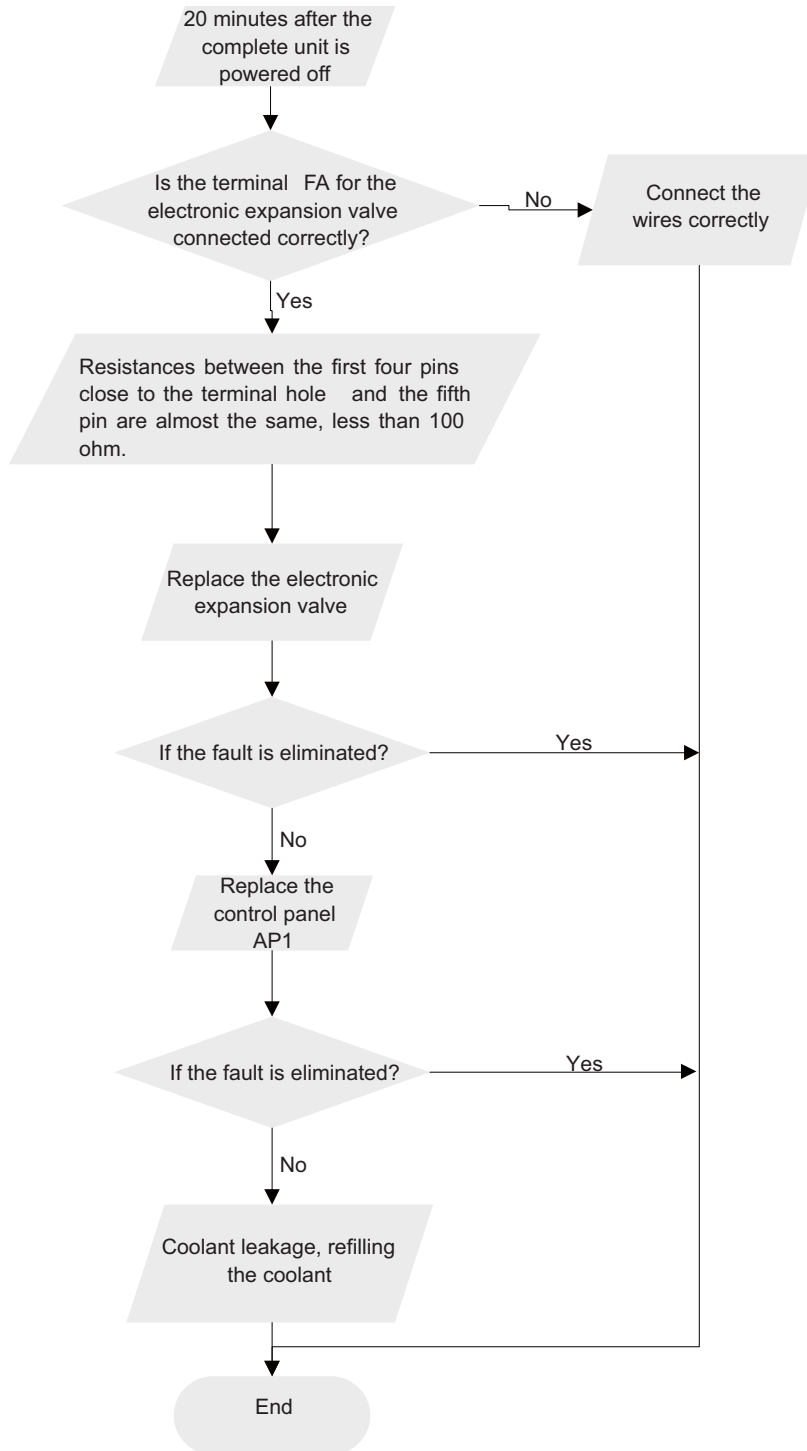 20 minutes after the
complete unit is
powered off
Is the terminal FA for the
electronic expansion valve
connected correctly?
No
Connect the
wires correctly
Yes
Resistances between the first four pins
close to the terminal hole and the fifth
pin are almost the same, less than 100
ohm.
Replace the electronic
expansion valve
If the fault is eliminated?
Yes
No
Replace the
control panel
AP1
If the fault is eliminated?
Yes
No
Coolant leakage, refilling
the coolant
End